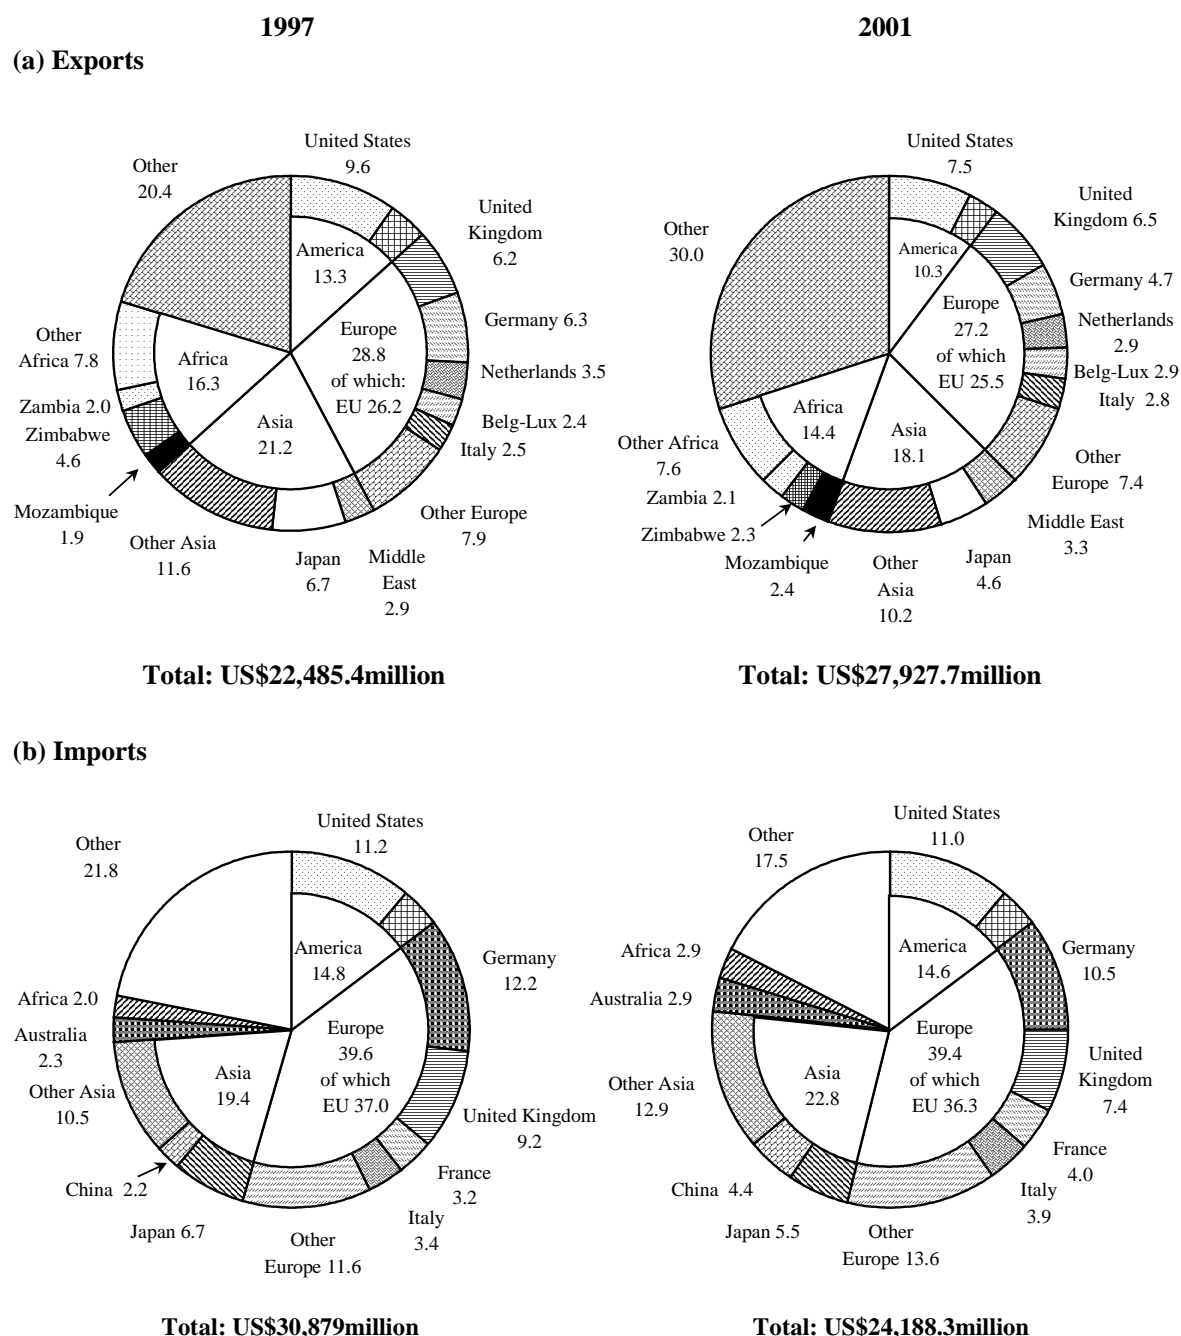 1997
2001
(a) Exports
United States
9.6
Other
20.4
United
Kingdom
6.2
America
13.3
Germany 6.3
Europe
28.8
of which:
EU 26.2
Netherlands 3.5
Belg-Lux 2.4
Italy 2.5
Other Europe
7.9
Middle
East
2.9
Japan
6.7
Asia
21.2
Other Asia
11.6
Mozambique
1.9
Zimbabwe
4.6
Zambia 2.0
Other
Africa 7.8
Africa
16.3
Total: US$22,485.4million
United States
7.5
Other
30.0
United
Kingdom 6.5
America
10.3
Germany 4.7
Europe
27.2
of which
EU 25.5
Netherlands
2.9
Belg-Lux 2.9
Italy 2.8
Other
Europe 7.4
Middle East
3.3
Japan
4.6
Asia
18.1
Other
Asia
10.2
Mozambique
2.4
Zimbabwe 2.3
Zambia 2.1
Other Africa
7.6
Africa
14.4
Total: US$27,927.7million
(b) Imports
United States
11.2
Other
21.8
America
14.8
Germany
12.2
Europe
39.6
of which
EU 37.0
United Kingdom
9.2
France
3.2
Italy
3.4
Other
Europe 11.6
Japan 6.7
China 2.2
Other Asia
10.5
Asia
19.4
Australia
2.3
Africa 2.0
Total: US$30,879million
United States
11.0
Other
17.5
America
14.6
Germany
10.5
Europe
39.4
of which
EU 36.3
United
Kingdom
7.4
France
4.0
Italy
3.9
Other
Europe 13.6
Japan 5.5
China 4.4
Other Asia
12.9
Asia
22.8
Australia 2.9
Africa 2.9
Total: US$24,188.3million